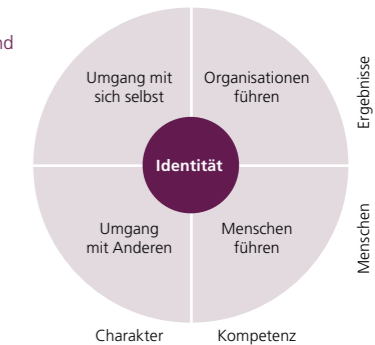 nd
Umgang mit
sich selbst
Organisationen
führen
Ergebnisse
Identität
Umgang
mit Anderen
Menschen
führen
Menschen
Charakter
Kompetenz